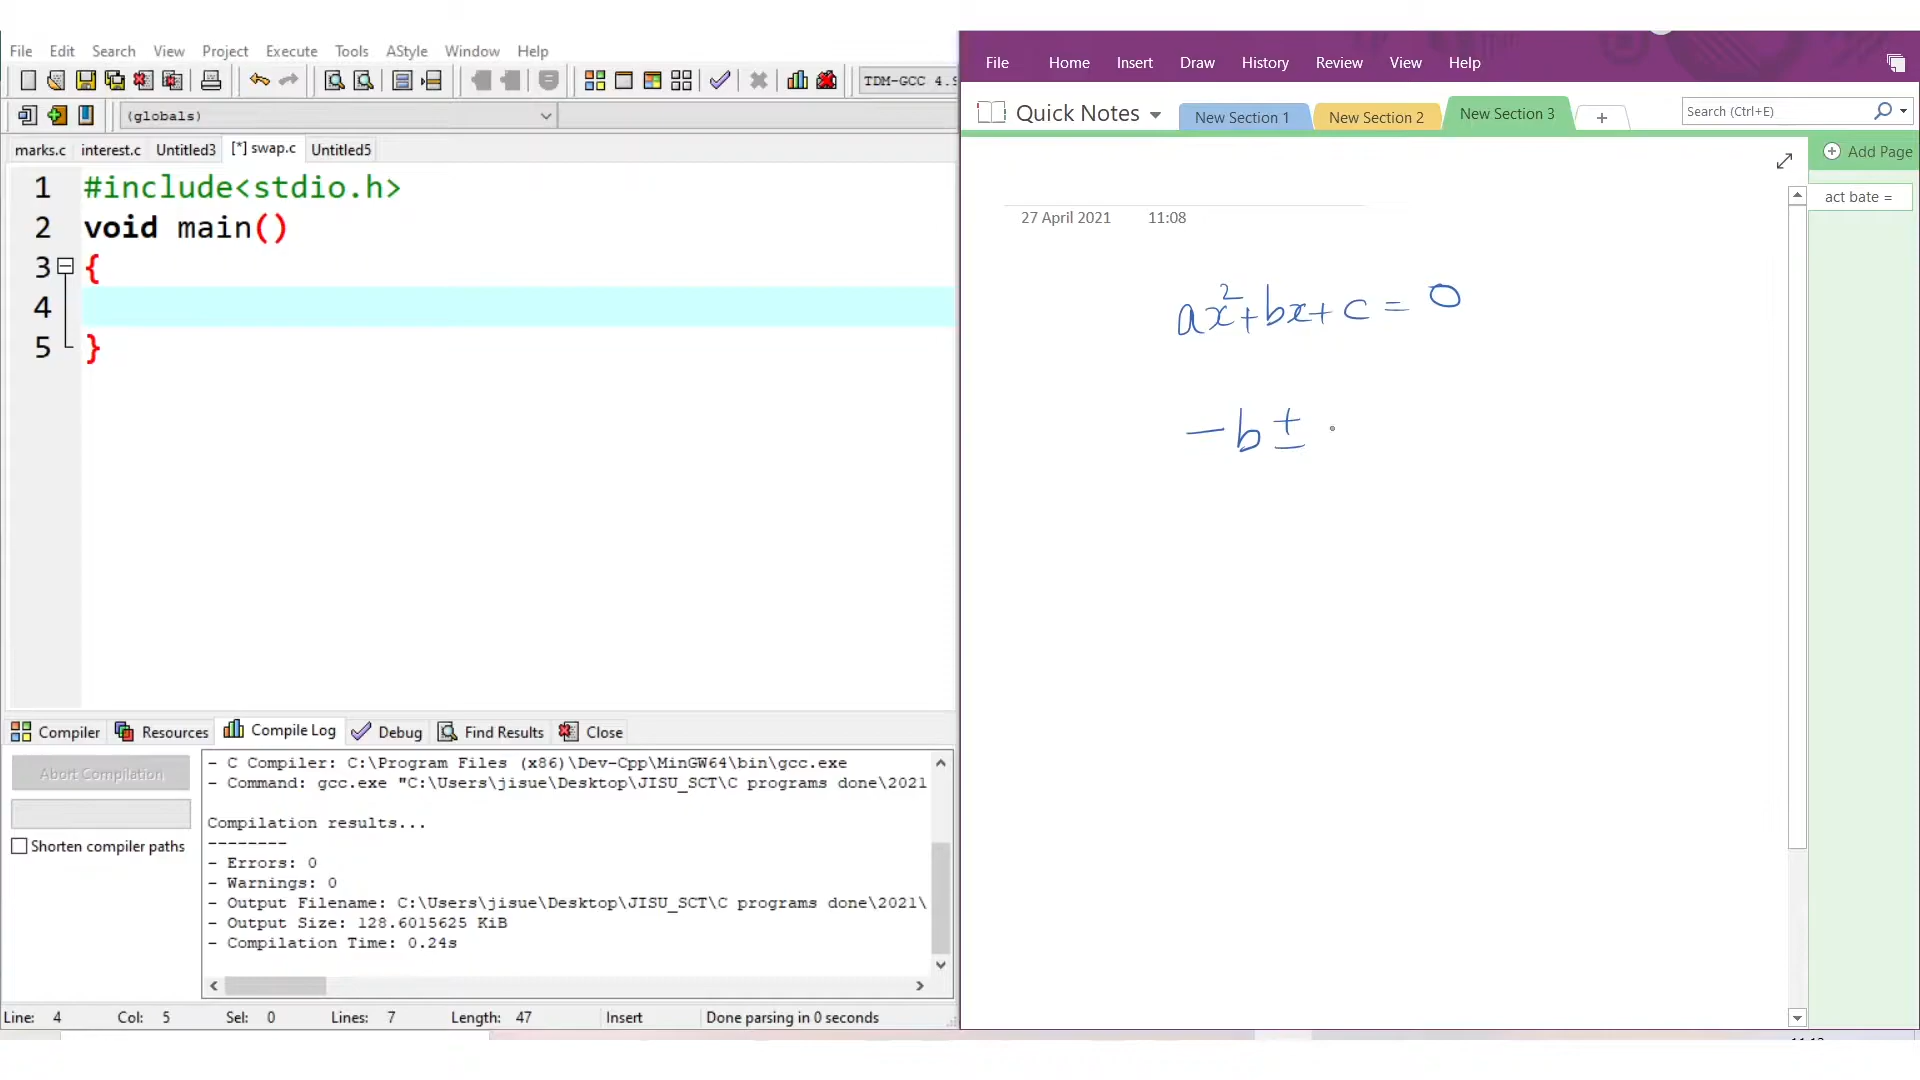 File Edit Search View Project Execute Tools AStyle Window Help
TDM-GCC 4.9
(globals)
marks.c interest.c Untitled3 [*] swap.c Untitled5
1 #include<stdio.h>
2 void main()
3 {
4
5 }
Compiler Resources Compile Log Debug Find Results Close
Abort Compilation
Shorten compiler paths
- C Compiler: C:\Program Files (x86)\Dev-Cpp\MinGW64\bin\gcc.exe
- Command: gcc.exe "C:\Users\jisue\Desktop\JISU_SCT\C programs done\2021
Compilation results...
--------
- Errors: 0
- Warnings: 0
- Output Filename: C:\Users\jisue\Desktop\JISU_SCT\C programs done\2021\
- Output Size: 128.6015625 KiB
- Compilation Time: 0.24s
Line: 4 Col: 5 Sel: 0 Lines: 7 Length: 47 Insert Done parsing in 0 seconds
File Home Insert Draw History Review View Help
Quick Notes New Section 1 New Section 2 New Section 3 + Search (Ctrl+E)
Add Page
act bate =
27 April 2021 11:08
ax²+bx+c = 0
-b ±